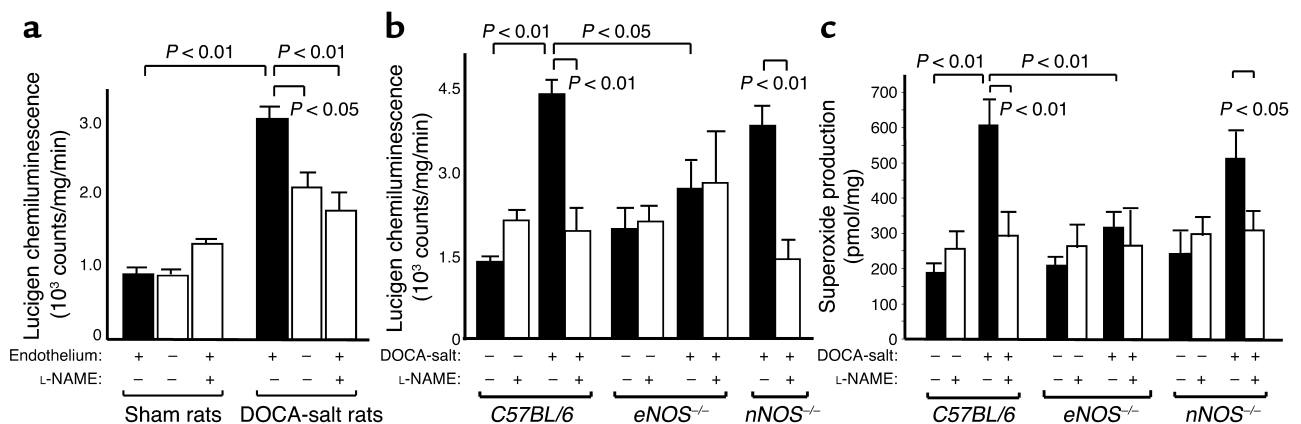 a
P < 0.01
P < 0.01
P < 0.05
Lucigen chemiluminescence
(10³ counts/mg/min)
3.0
2.0
1.0
0
Endothelium: + – + + – +
L-NAME: – – + – – +
Sham rats DOCA-salt rats
b
P < 0.01 P < 0.05
P < 0.01 P < 0.01
Lucigen chemiluminescence
(10³ counts/mg/min)
4.5
3.0
1.5
0
DOCA-salt: – – + + – – + + + +
L-NAME: – + – + – + – + – +
C57BL/6 eNOS–/– nNOS–/–
c
P < 0.01 P < 0.01
P < 0.01 P < 0.05
Superoxide production
(pmol/mg)
700
600
500
400
300
200
100
0
DOCA-salt: – – + + – – + + – – + +
L-NAME: – + – + – + – + – + – +
C57BL/6 eNOS–/– nNOS–/–